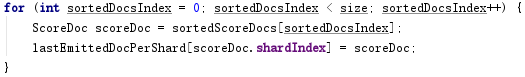 for (int sortedDocsIndex = 0; sortedDocsIndex < size; sortedDocsIndex++) {
    ScoreDoc scoreDoc = sortedScoreDocs[sortedDocsIndex];
    lastEmittedDocPerShard[scoreDoc.shardIndex] = scoreDoc;
}